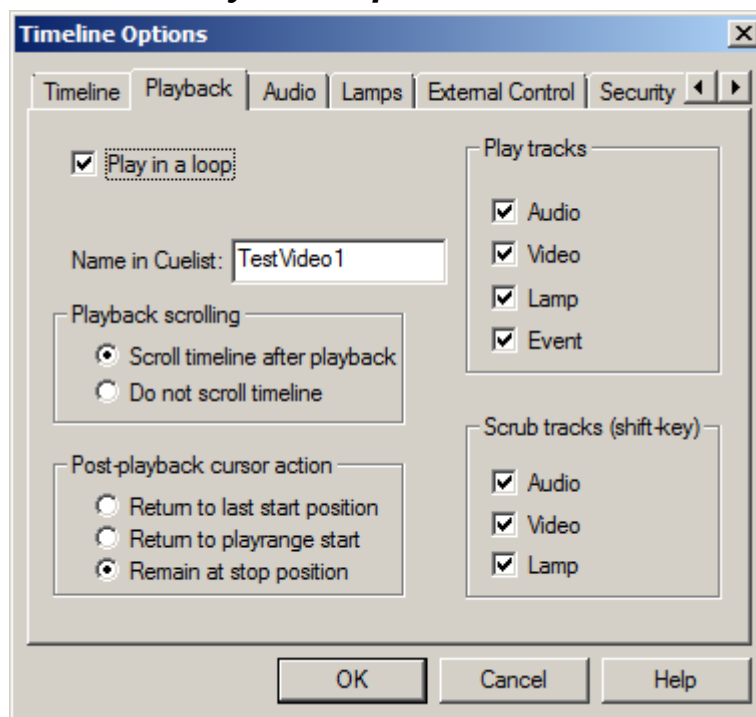 Timeline Options
Timeline Playback Audio Lamps External Control Security
Play in a loop
Name in Cuelist: TestVideo1
Playback scrolling
Scroll timeline after playback
Do not scroll timeline
Post-playback cursor action
Return to last start position
Return to playrange start
Remain at stop position
Play tracks
Audio
Video
Lamp
Event
Scrub tracks (shift-key)
Audio
Video
Lamp
OK Cancel Help